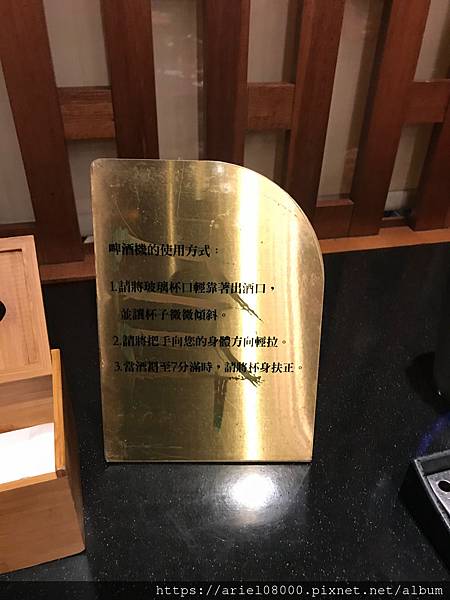 啤酒機的使用方式：
1.請將玻璃杯口輕靠著出酒口，
並讓杯子微微傾斜。
2.請將把手向您的身體方向輕拉。
3.當酒斟至7分滿時，請將杯身扶正。
https://ariel08000.pixnet.net/album